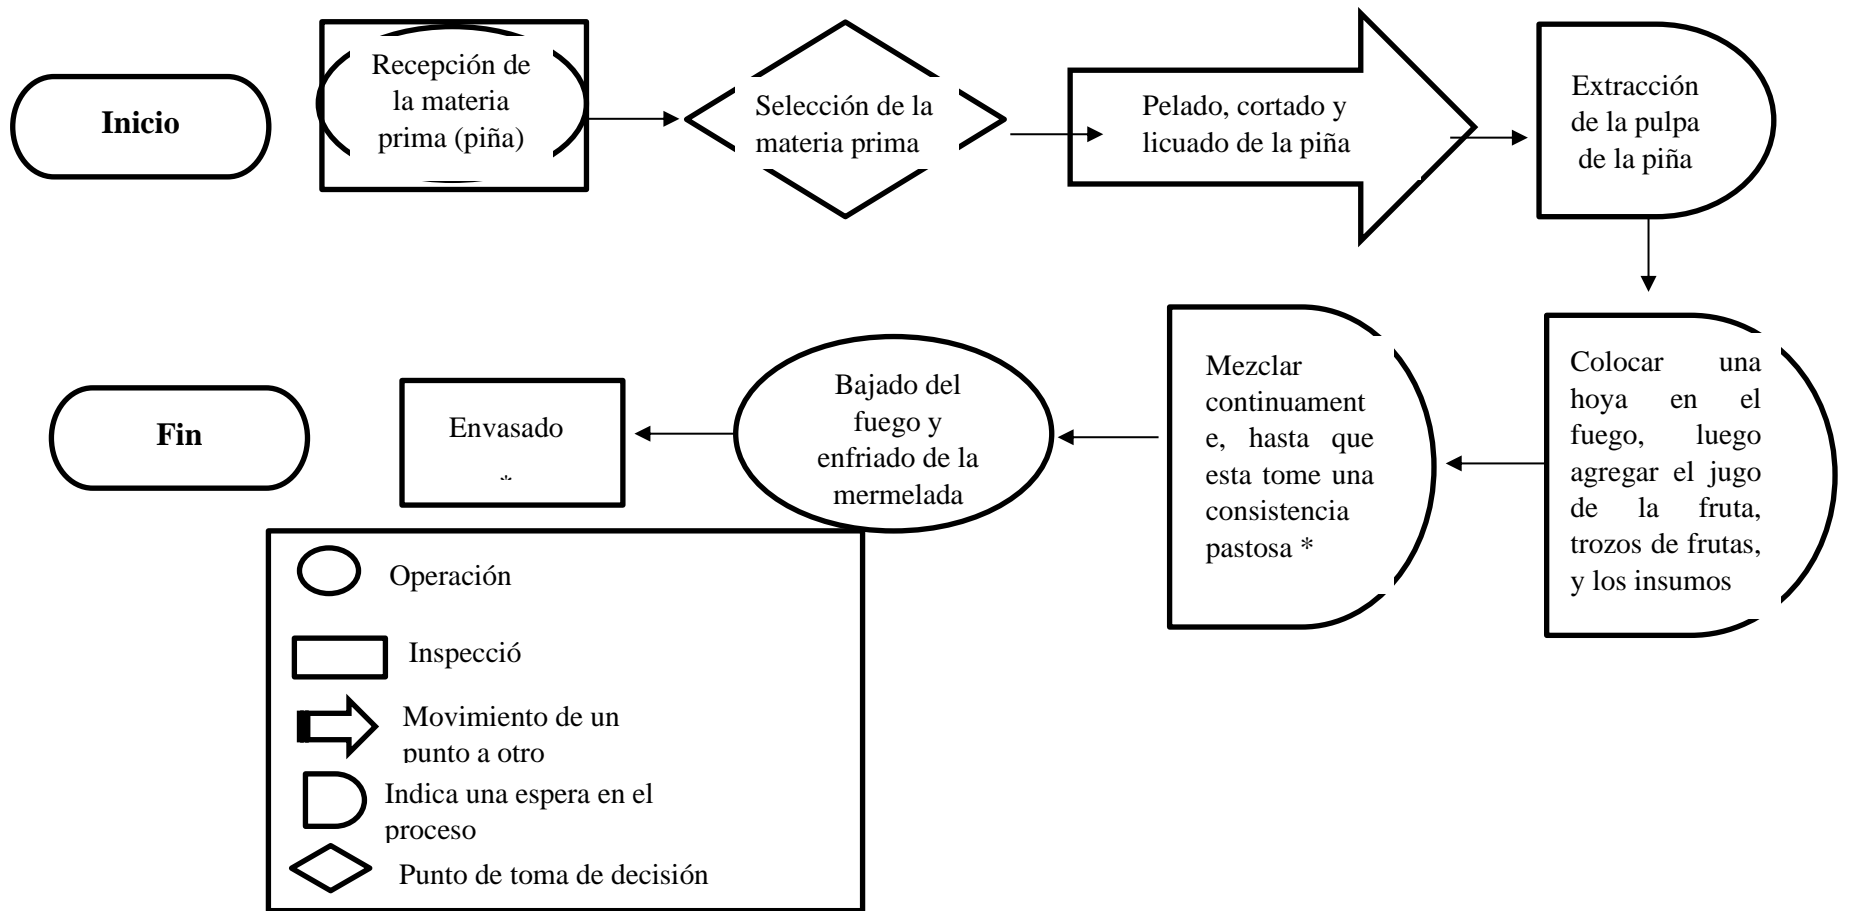 Inicio
Recepción de
la materia
prima (piña)
Selección de la
materia prima
Pelado, cortado y
licuado de la piña
Extracción
de la pulpa
de la piña
Colocar una
hoya en el
fuego, luego
agregar el jugo
de la fruta,
trozos de frutas,
y los insumos
Mezclar
continuament
e, hasta que
esta tome una
consistencia
pastosa *
Bajado del
fuego y
enfriado de la
mermelada
Envasado
*
Fin
Operación
Inspecció
Movimiento de un
punto a otro
Indica una espera en el
proceso
Punto de toma de decisión